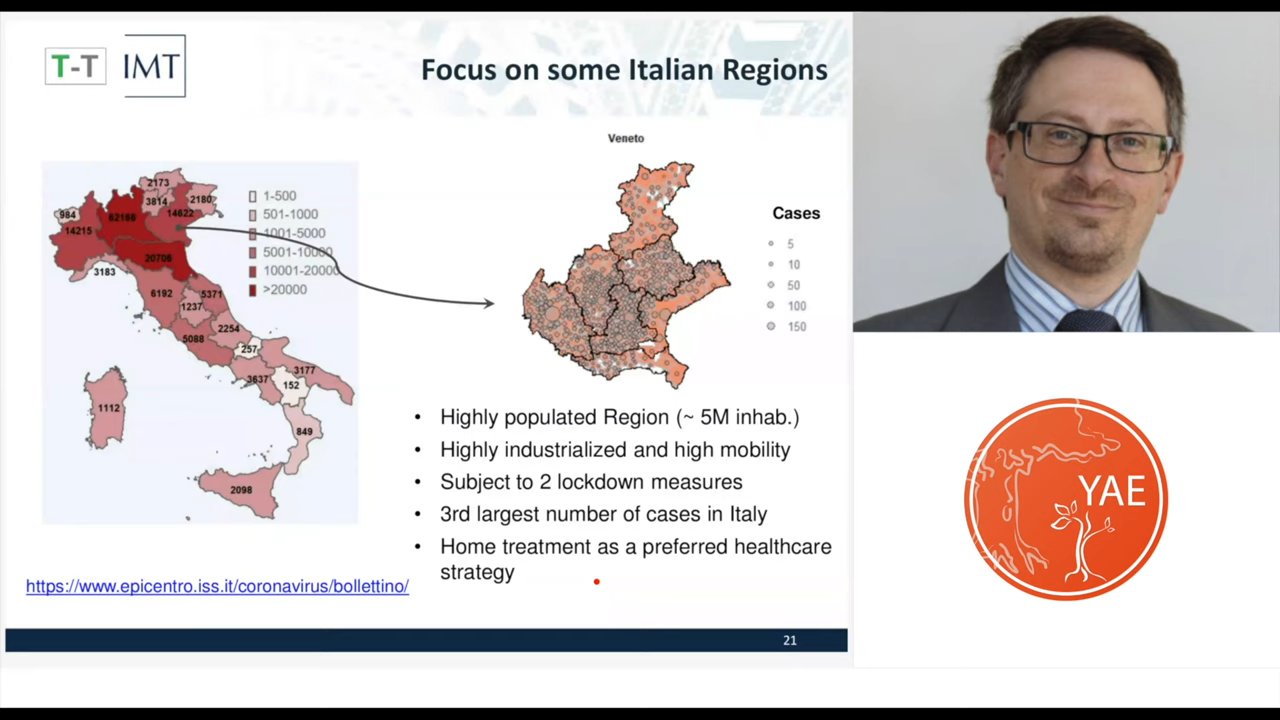 T-T IMT
Focus on some Italian Regions
Veneto
2173
3814
2180
984
62168
14622
14215
20706
3183
6192
5371
1237
2254
5088
257
3637
3177
152
1112
849
2098
1-500
501-1000
1001-5000
5001-10000
10001-20000
>20000
Cases
5
10
50
100
150
• Highly populated Region (~ 5M inhab.)
• Highly industrialized and high mobility
• Subject to 2 lockdown measures
• 3rd largest number of cases in Italy
• Home treatment as a preferred healthcare
strategy
https://www.epicentro.iss.it/coronavirus/bollettino/
21
YAE